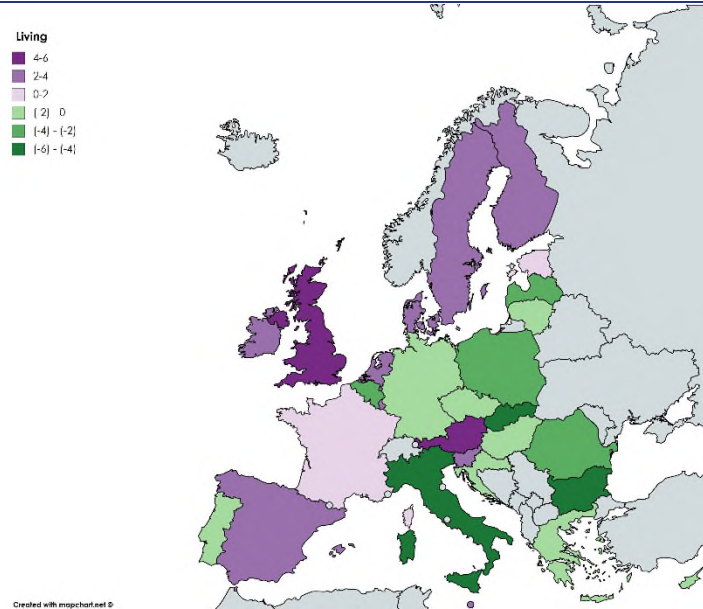 Living
4-6
2-4
0-2
(-2) 0
(-4) - (-2)
(-6) - (-4)
Created with mapchart.net ©